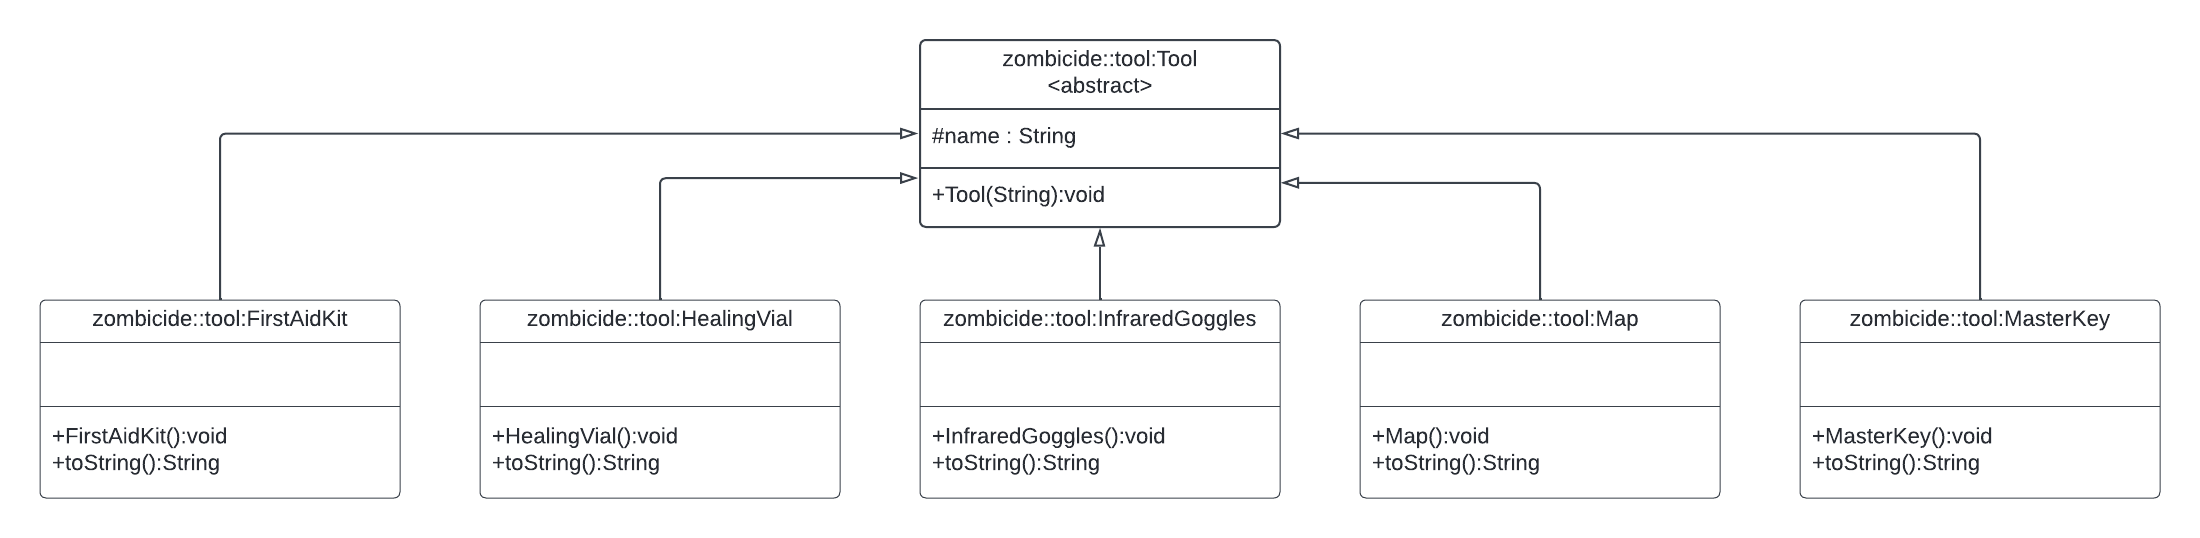 zombicide::tool:Tool
<abstract>
#name : String
+Tool(String):void
zombicide::tool:FirstAidKit
+FirstAidKit():void
+toString():String
zombicide::tool:HealingVial
+HealingVial():void
+toString():String
zombicide::tool:InfraredGoggles
+InfraredGoggles():void
+toString():String
zombicide::tool:Map
+Map():void
+toString():String
zombicide::tool:MasterKey
+MasterKey():void
+toString():String